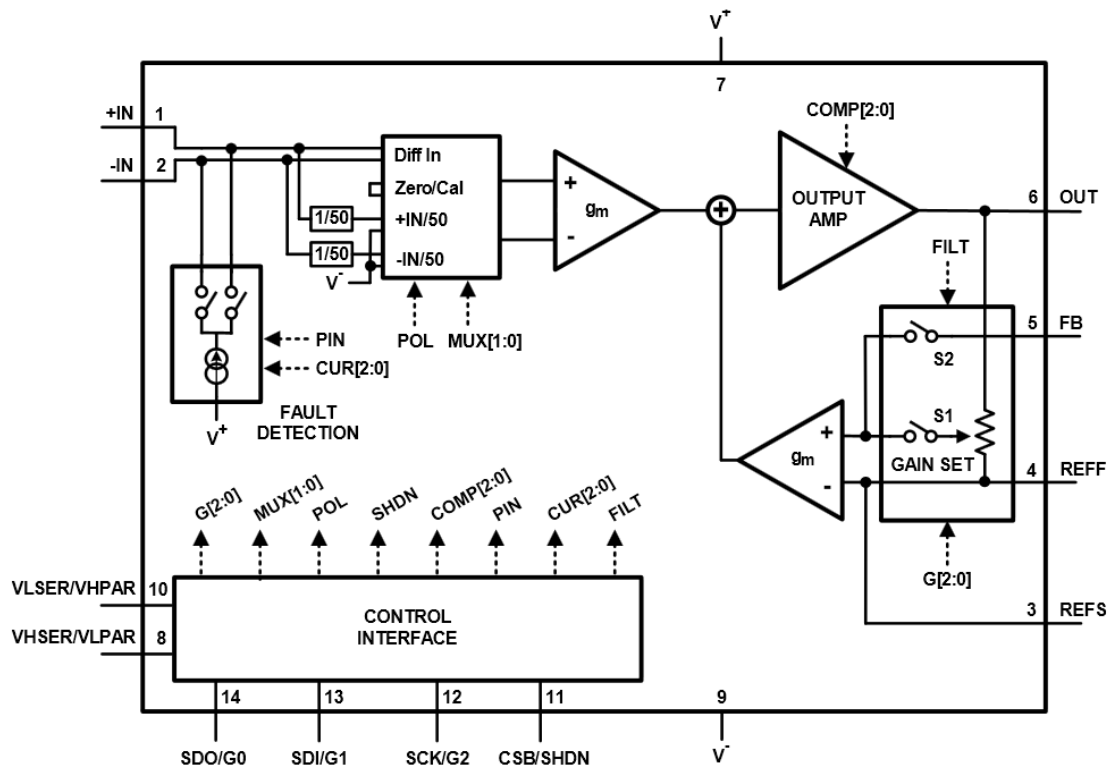 V+
7
+IN
1
-IN
2
Diff In
Zero/Cal
+IN/50
-IN/50
1/50
1/50
V-
POL
MUX[1:0]
+
gm
-
+
COMP[2:0]
OUTPUT
AMP
6
OUT
FILT
5
FB
S2
S1
GAIN SET
4
REFF
G[2:0]
3
REFS
+
gm
-
PIN
CUR[2:0]
FAULT
DETECTION
V+
G[2:0]
MUX[1:0]
POL
SHDN
COMP[2:0]
PIN
CUR[2:0]
FILT
VLSER/VHPAR
10
VHSER/VLPAR
8
CONTROL
INTERFACE
14
13
12
11
SDO/G0
SDI/G1
SCK/G2
CSB/SHDN
9
V-